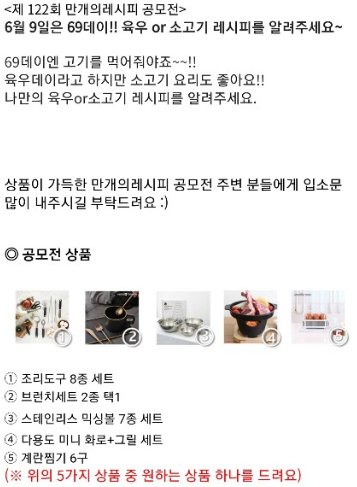 <제 122회 만개의레시피 공모전>
6월 9일은 69데이!! 육우 or 소고기 레시피를 알려주세요~
69데이엔 고기를 먹어줘야죠~~!!
육우데이라고 하지만 소고기 요리도 좋아요!!
나만의 육우or소고기 레시피를 알려주세요.
상품이 가득한 만개의레시피 공모전 주변 분들에게 입소문
많이 내주시길 부탁드려요 :)
◎ 공모전 상품
1 2 3 4 5
① 조리도구 8종 세트
② 브런치세트 2종 택1
③ 스테인리스 믹싱볼 7종 세트
④ 다용도 미니 화로+그릴 세트
⑤ 계란찜기 6구
(※ 위의 5가지 상품 중 원하는 상품 하나를 드려요)